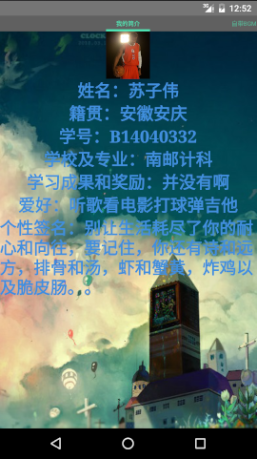 12:52
我的简介
姓名：苏子伟
籍贯：安徽安庆
学号：B14040332
学校及专业：南邮计科
学习成果和奖励：并没有啊
爱好：听歌看电影打球弹吉他
个性签名：别让生活耗尽了你的耐
心和向往，要记住，你还有诗和远
方，排骨和汤，虾和蟹黄，炸鸡以
及脆皮肠。。